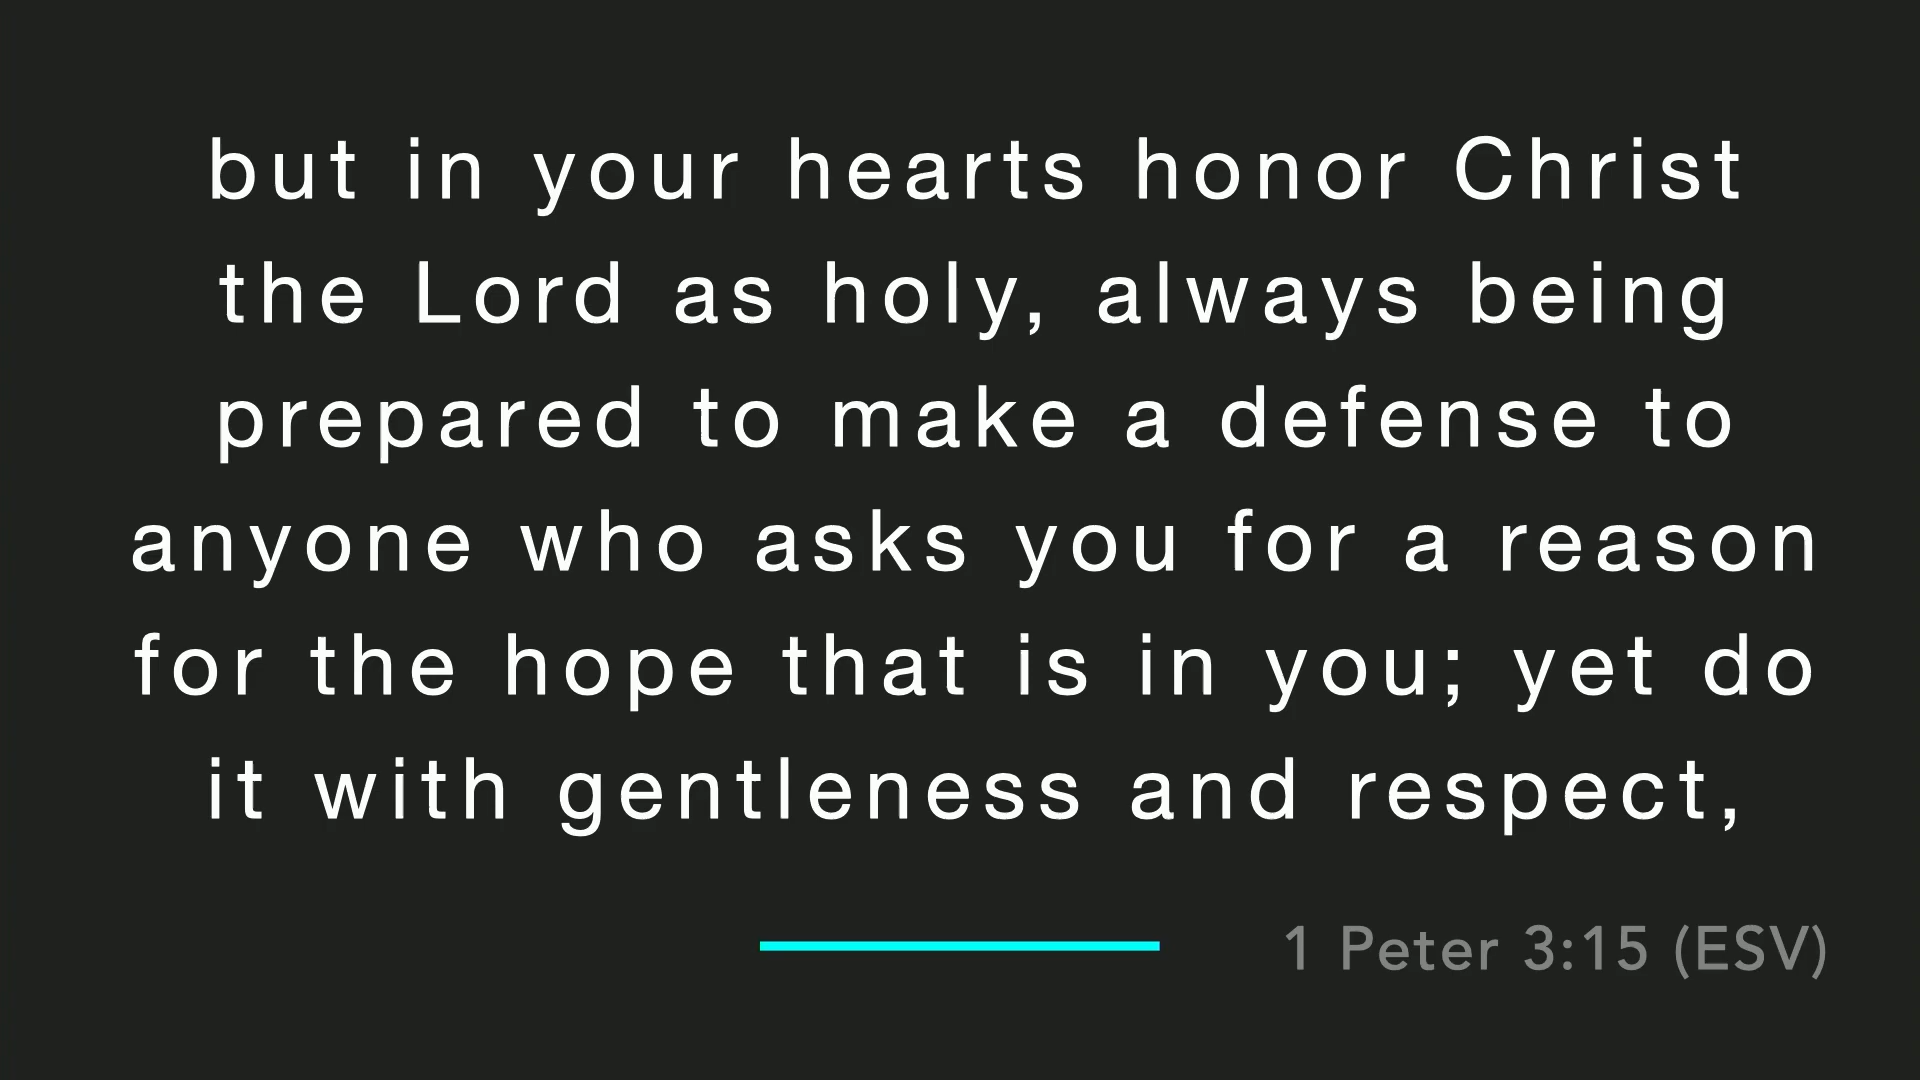 but in your hearts honor Christ
the Lord as holy, always being
prepared to make a defense to
anyone who asks you for a reason
for the hope that is in you; yet do
it with gentleness and respect,
1 Peter 3:15 (ESV)